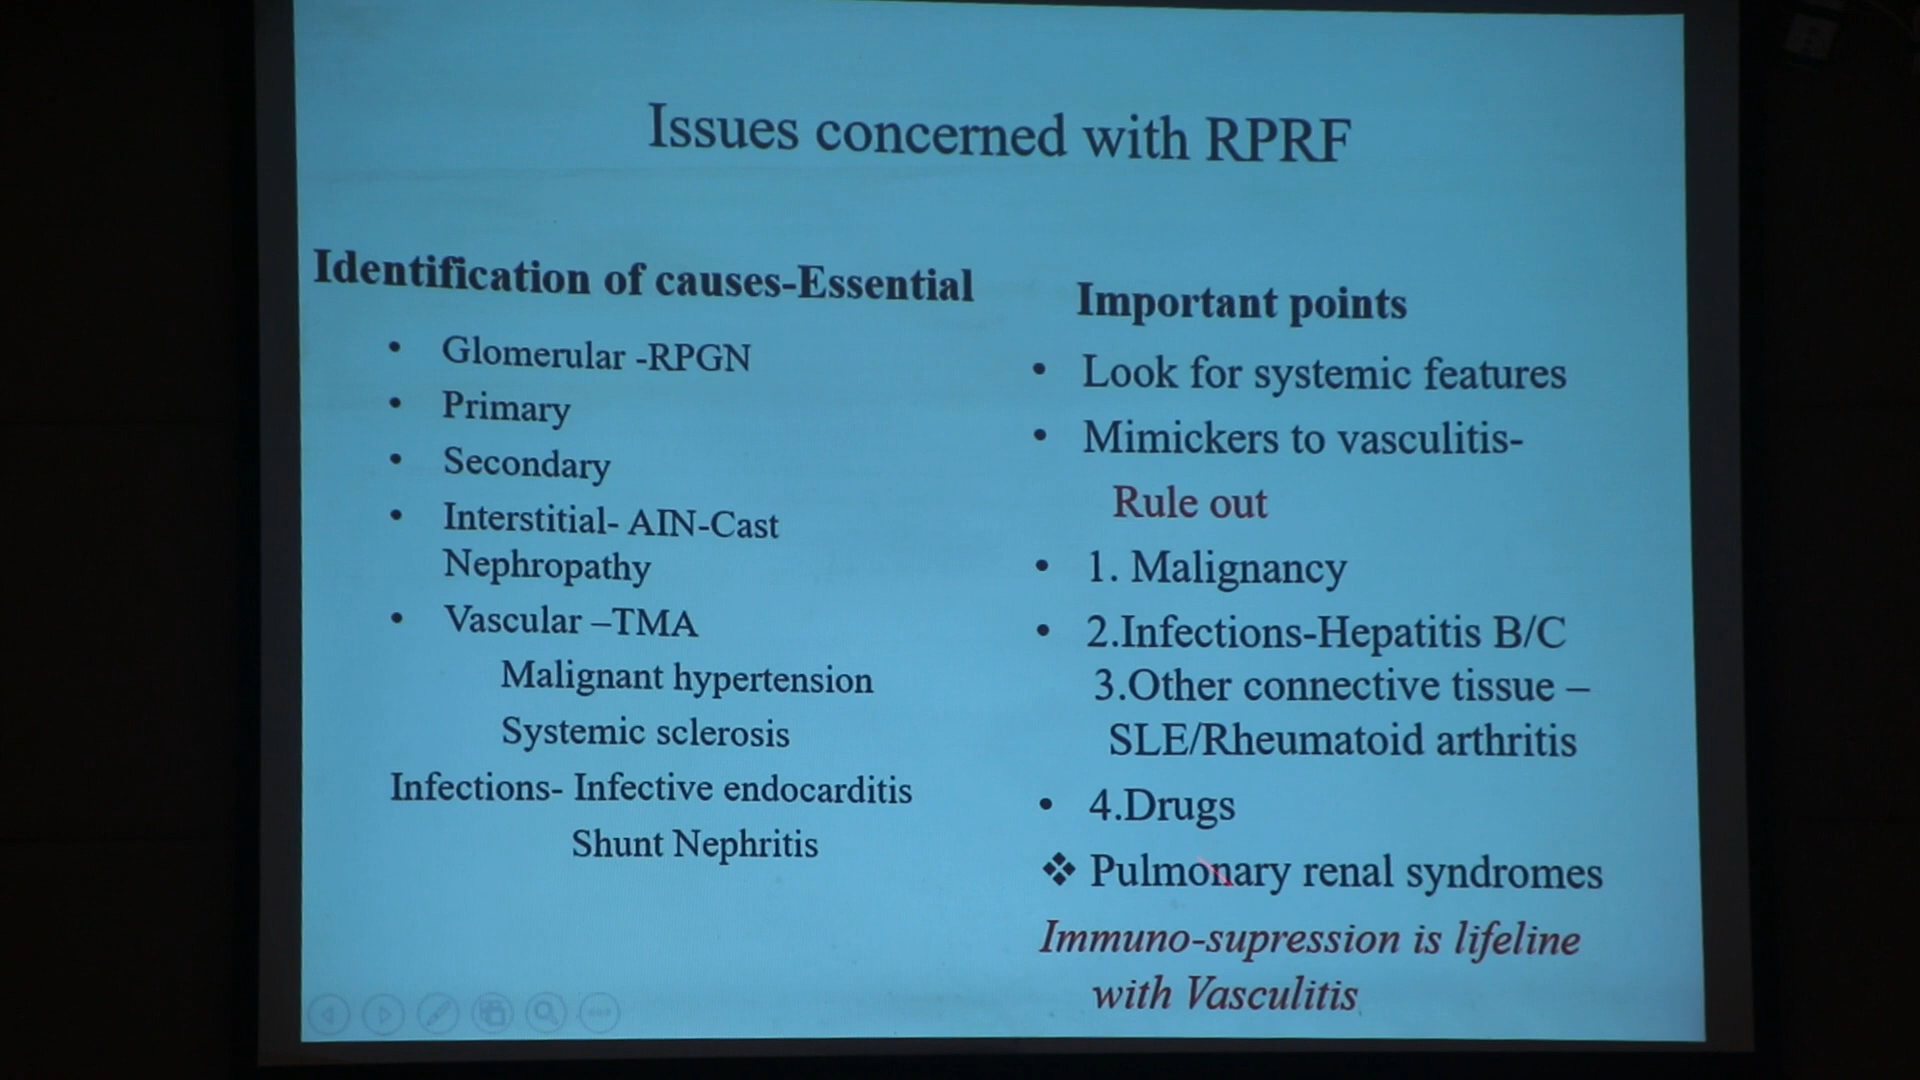 Issues concerned with RPRF
Identification of causes-Essential
• Glomerular -RPGN
• Primary
• Secondary
• Interstitial- AIN-Cast
Nephropathy
• Vascular –TMA
Malignant hypertension
Systemic sclerosis
Infections- Infective endocarditis
Shunt Nephritis
Important points
• Look for systemic features
• Mimickers to vasculitis-
Rule out
• 1. Malignancy
• 2.Infections-Hepatitis B/C
3.Other connective tissue –
SLE/Rheumatoid arthritis
• 4.Drugs
❖ Pulmonary renal syndromes
Immuno-supression is lifeline
with Vasculitis